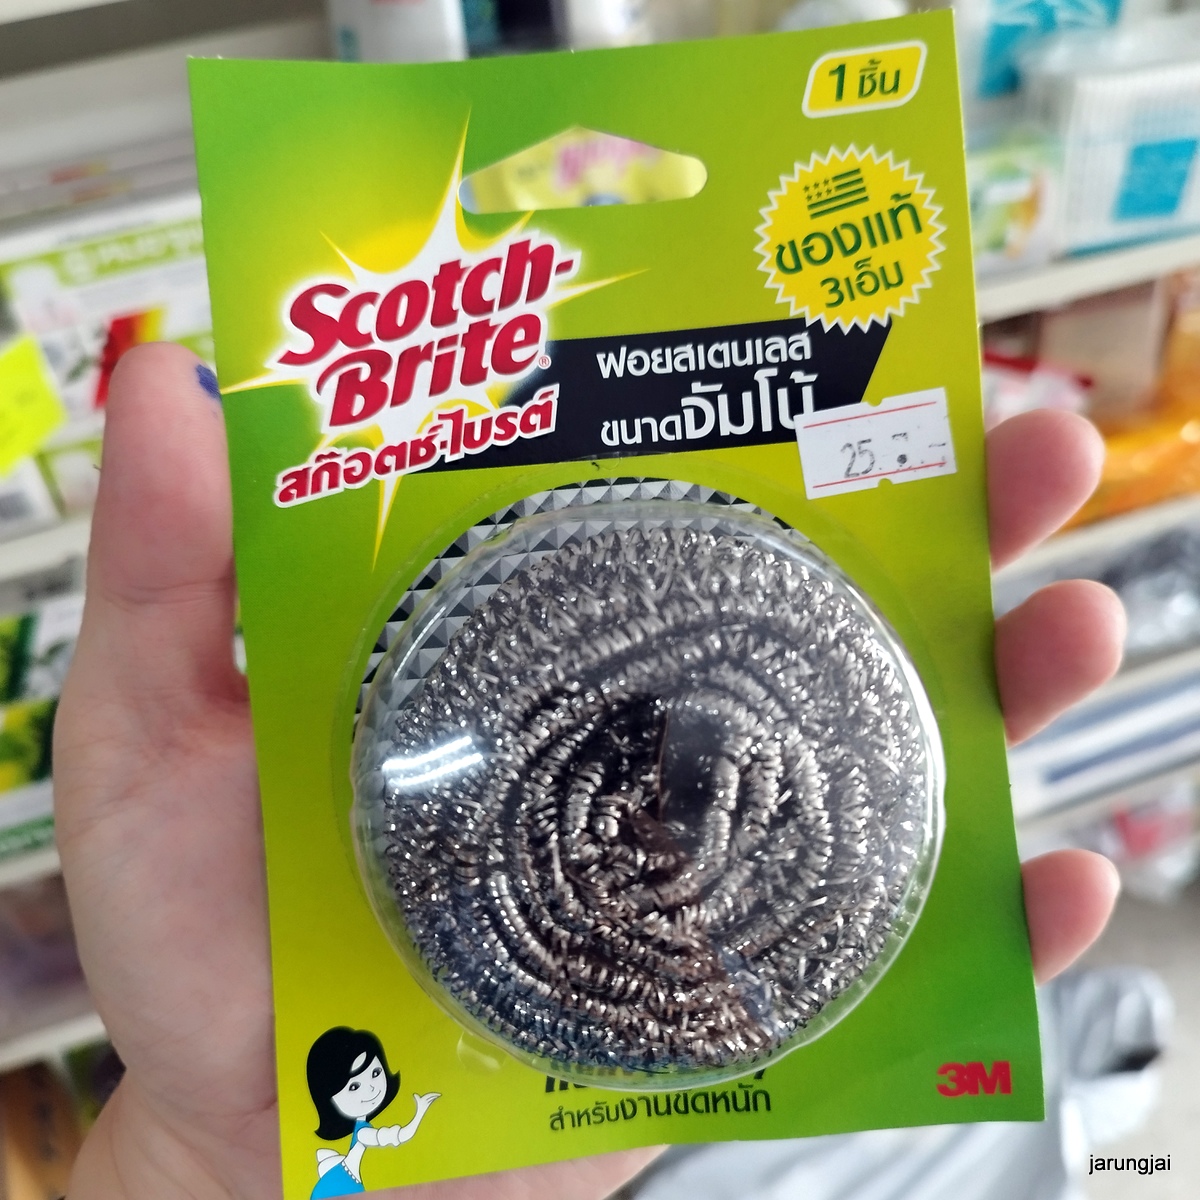 1 ชิ้น
ของแท้
3เอ็ม
Scotch-
Brite®
สก๊อตช์-ไบรต์
ฝอยสเตนเลส
ขนาดจัมโบ้
25.-
สำหรับงานขัดหนัก
3M
jarungjai